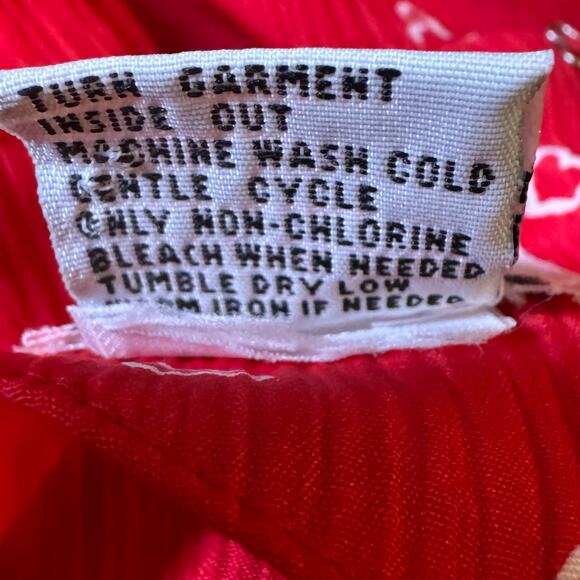 TURN GARMENT
INSIDE OUT
MACHINE WASH COLD
GENTLE CYCLE
ONLY NON-CHLORINE
BLEACH WHEN NEEDED
TUMBLE DRY LOW
WARM IRON IF NEEDED